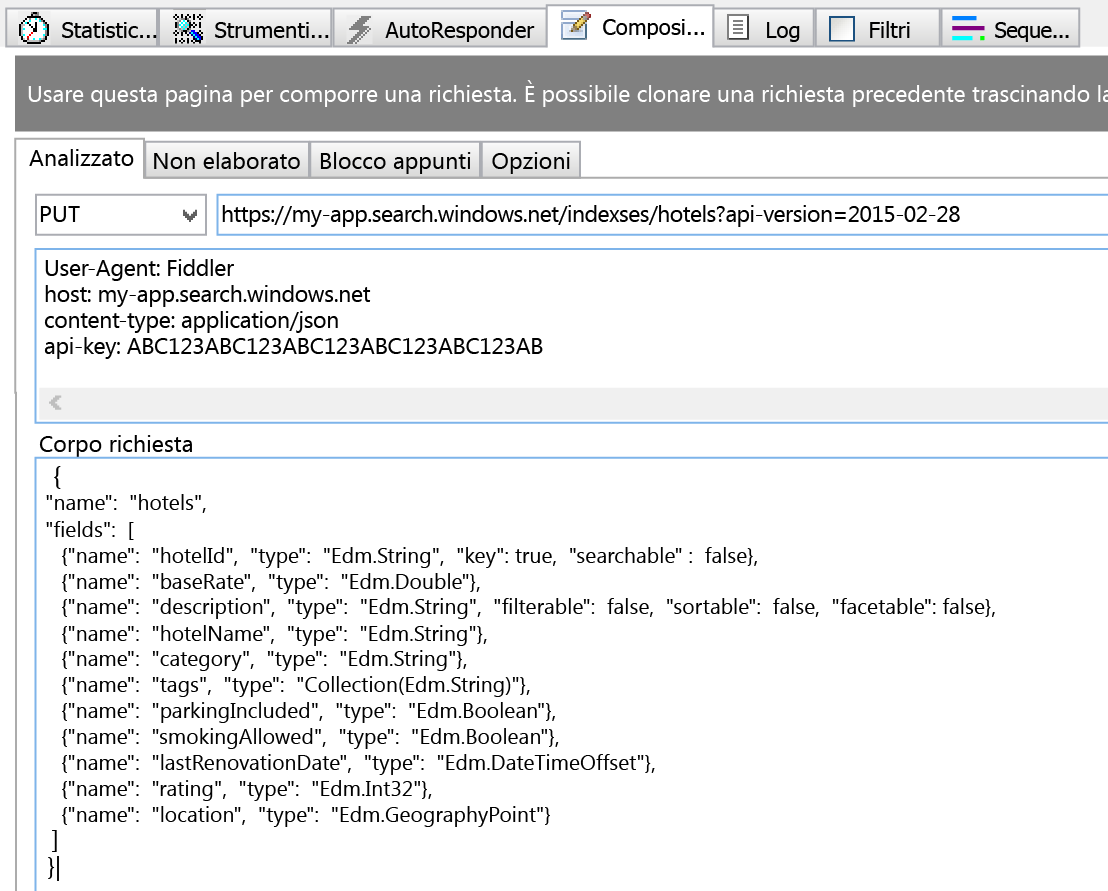 Statistic... Strumenti... AutoResponder Composi... Log Filtri Seque...
Usare questa pagina per comporre una richiesta. È possibile clonare una richiesta precedente trascinando la
Analizzato Non elaborato Blocco appunti Opzioni
PUT https://my-app.search.windows.net/indexses/hotels?api-version=2015-02-28
User-Agent: Fiddler
host: my-app.search.windows.net
content-type: application/json
api-key: ABC123ABC123ABC123ABC123ABC123AB
Corpo richiesta
{
"name": "hotels",
"fields": [
{"name": "hotelId", "type": "Edm.String", "key": true, "searchable" : false},
{"name": "baseRate", "type": "Edm.Double"},
{"name": "description", "type": "Edm.String", "filterable": false, "sortable": false, "facetable": false},
{"name": "hotelName", "type": "Edm.String"},
{"name": "category", "type": "Edm.String"},
{"name": "tags", "type": "Collection(Edm.String)"},
{"name": "parkingIncluded", "type": "Edm.Boolean"},
{"name": "smokingAllowed", "type": "Edm.Boolean"},
{"name": "lastRenovationDate", "type": "Edm.DateTimeOffset"},
{"name": "rating", "type": "Edm.Int32"},
{"name": "location", "type": "Edm.GeographyPoint"}
]
}